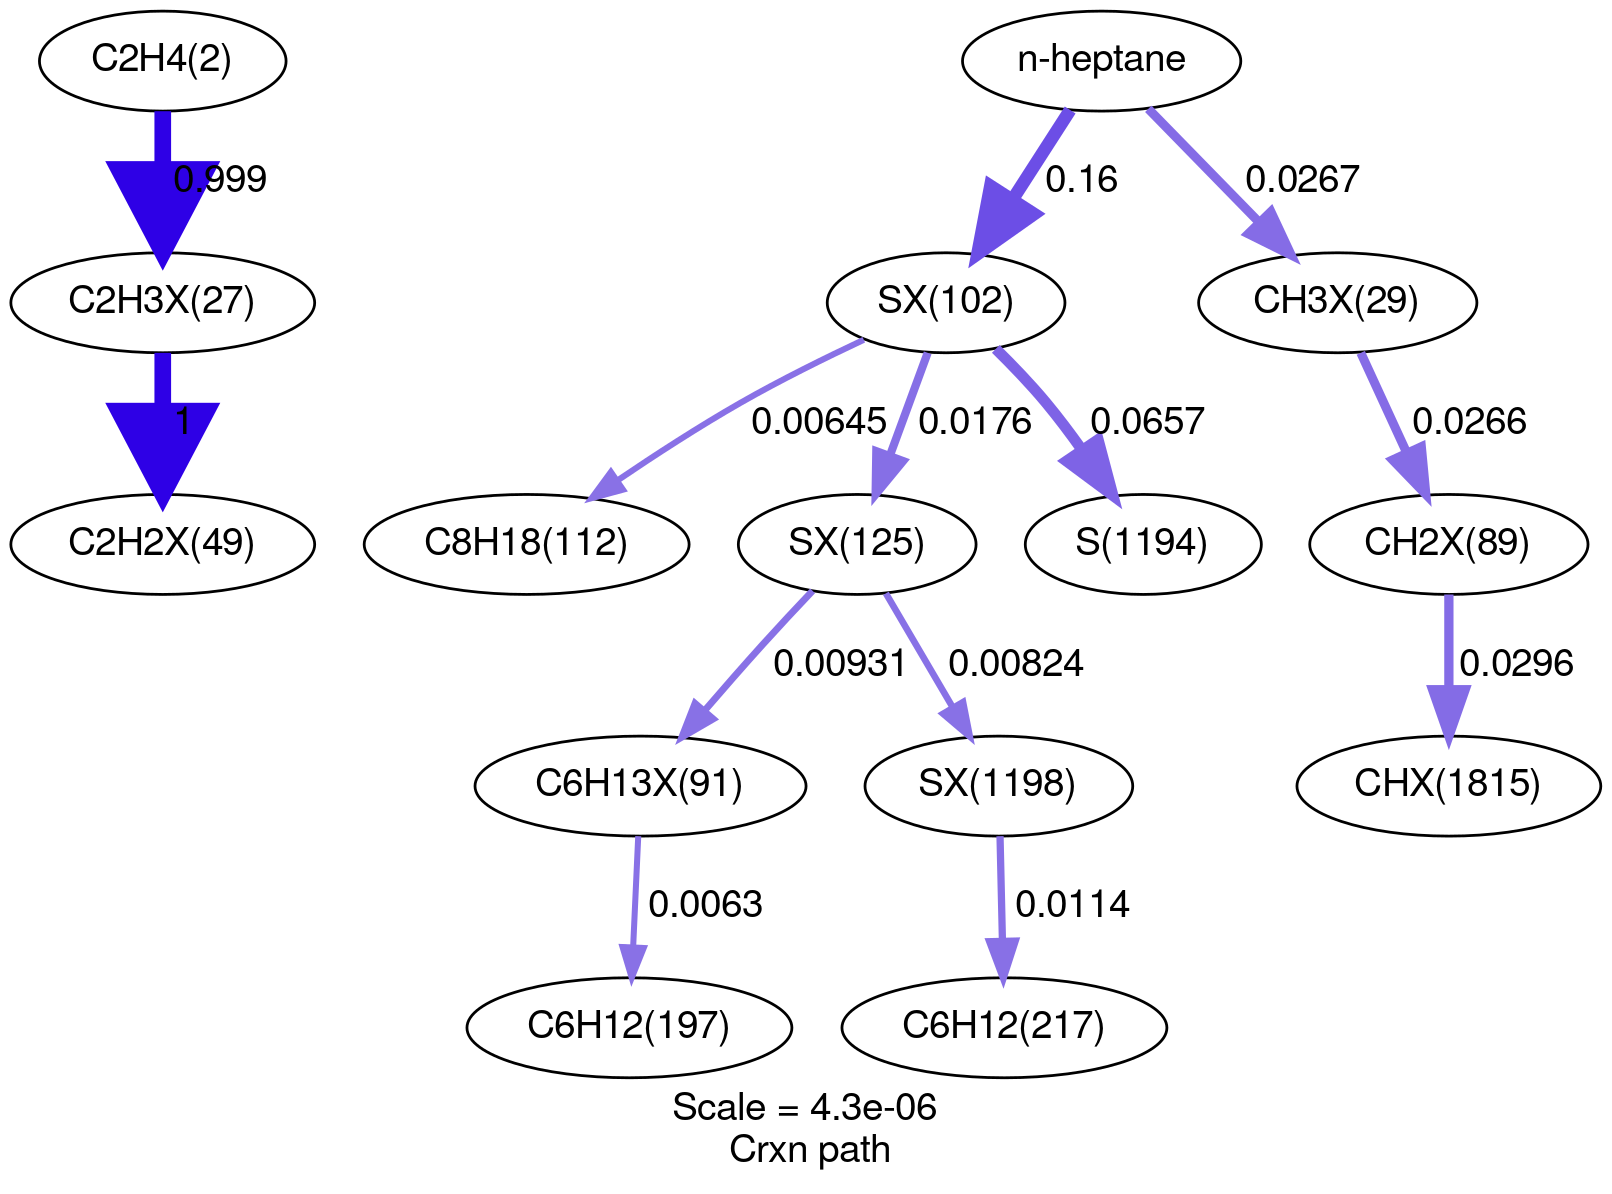 C2H4(2)
n-heptane
0.999
0.16
0.0267
C2H3X(27)
SX(102)
CH3X(29)
1
0.00645
0.0176
0.0657
0.0266
C2H2X(49)
C8H18(112)
SX(125)
S(1194)
CH2X(89)
0.00931
0.00824
0.0296
C6H13X(91)
SX(1198)
CHX(1815)
0.0063
0.0114
C6H12(197)
C6H12(217)
Scale = 4.3e-06
Crxn path